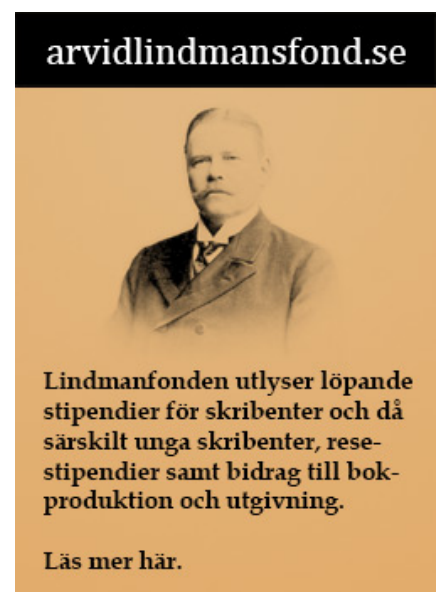 arvidlindmansfond.se
Lindmanfonden utlyser löpande
stipendier för skribenter och då
särskilt unga skribenter, rese-
stipendier samt bidrag till bok-
produktion och utgivning.
Läs mer här.